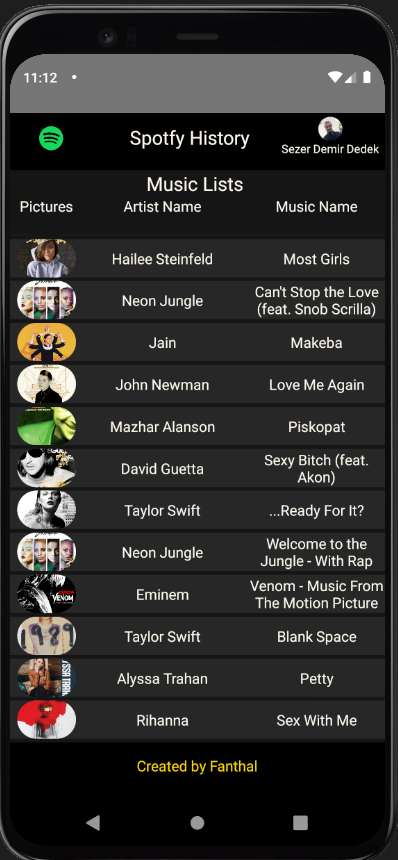 11:12
Spotfy History
Sezer Demir Dedek
Music Lists
Pictures Artist Name Music Name
Hailee Steinfeld Most Girls
Neon Jungle Can't Stop the Love
(feat. Snob Scrilla)
Jain Makeba
John Newman Love Me Again
Mazhar Alanson Piskopat
David Guetta Sexy Bitch (feat.
Akon)
Taylor Swift ...Ready For It?
Neon Jungle Welcome to the
Jungle - With Rap
VENOM
Eminem Venom - Music From
The Motion Picture
1989
Taylor Swift Blank Space
Alyssa Trahan Petty
Rihanna Sex With Me
Created by Fanthal